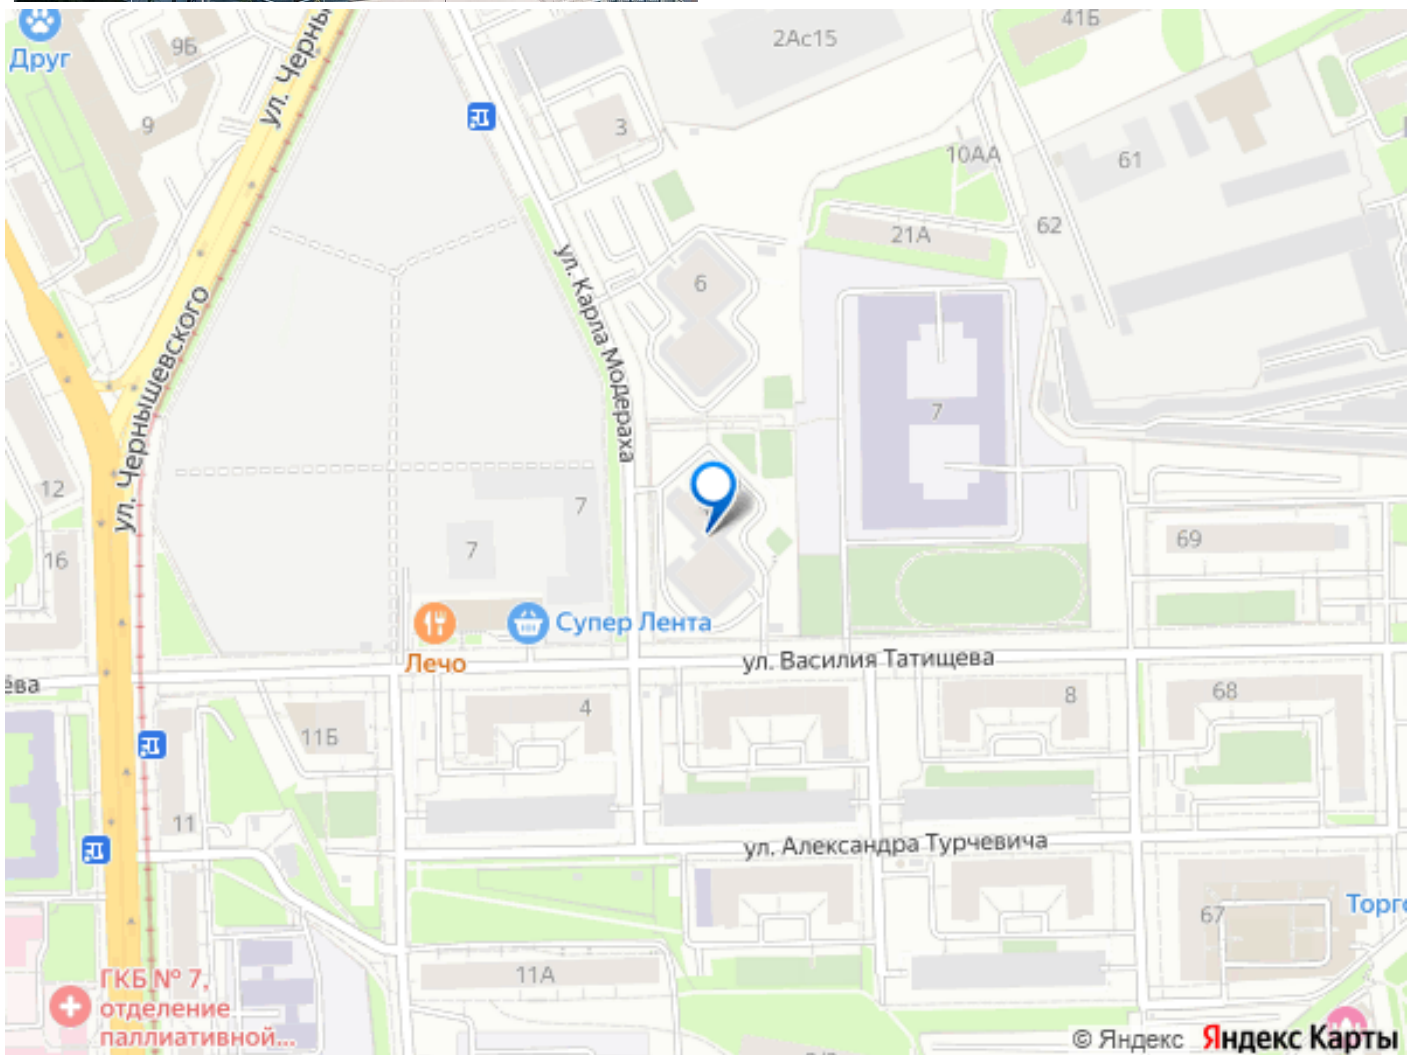 Друг
9Б
ул. Черны
2Ас15
41Б
9
3
10АА
61
62
21А
6
ул. Карла Модераха
ул. Чернышевского
7
12
7
7
16
69
Супер Лента
Лечо
ул. Василия Татищева
ёва
4
8
68
11Б
11
ул. Александра Турчевича
67
Торго
11А
ГКБ № 7,
отделение
паллиативной...
© Яндекс Яндекс Карты